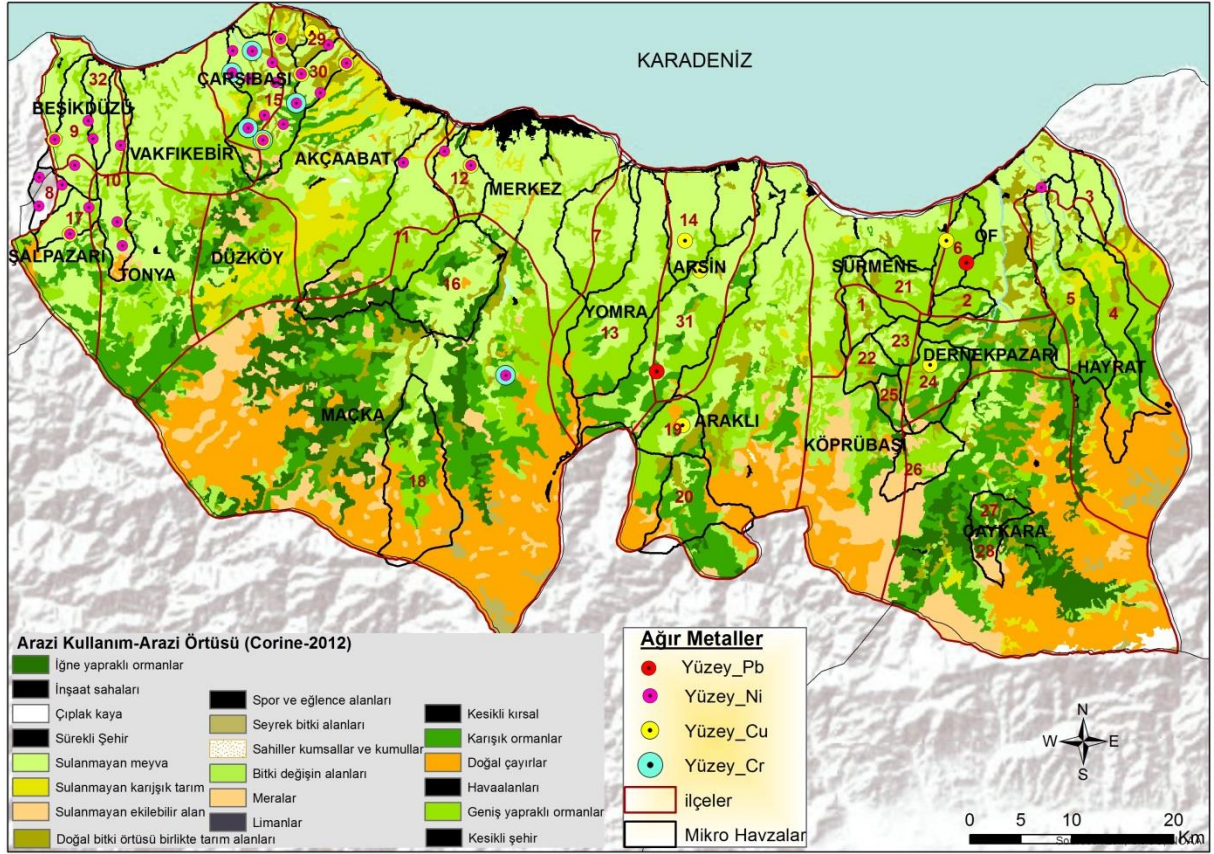 KARADENİZ
29
30
32
ÇARŞIBAŞI
15
BEŞİKDÜZÜ
9
VAKFIKEBİR
AKÇAABAT
12
MERKEZ
10
8
17
ŞALPAZARI
TONYA
DÜZKÖY
11
16
7
14
ARSİN
YOMRA
13
31
3
OF
6
SÜRMENE
21
2
1
5
4
23
22
DERNEKPAZARI
24
25
HAYRAT
MAÇKA
18
19
ARAKLI
20
KÖPRÜBAŞI
26
27
ÇAYKARA
28
Arazi Kullanım-Arazi Örtüsü (Corine-2012)
İğne yapraklı ormanlar
İnşaat sahaları
Çıplak kaya
Sürekli Şehir
Sulanmayan meyva
Sulanmayan karışık tarım
Sulanmayan ekilebilir alan
Doğal bitki örtüsü birlikte tarım alanları
Spor ve eğlence alanları
Seyrek bitki alanları
Sahiller kumsallar ve kumullar
Bitki değişin alanları
Meralar
Limanlar
Kesikli kırsal
Karışık ormanlar
Doğal çayırlar
Havaalanları
Geniş yapraklı ormanlar
Kesikli şehir
Ağır Metaller
Yüzey_Pb
Yüzey_Ni
Yüzey_Cu
Yüzey_Cr
ilçeler
Mikro Havzalar
N
W E
S
0 5 10 20
Km